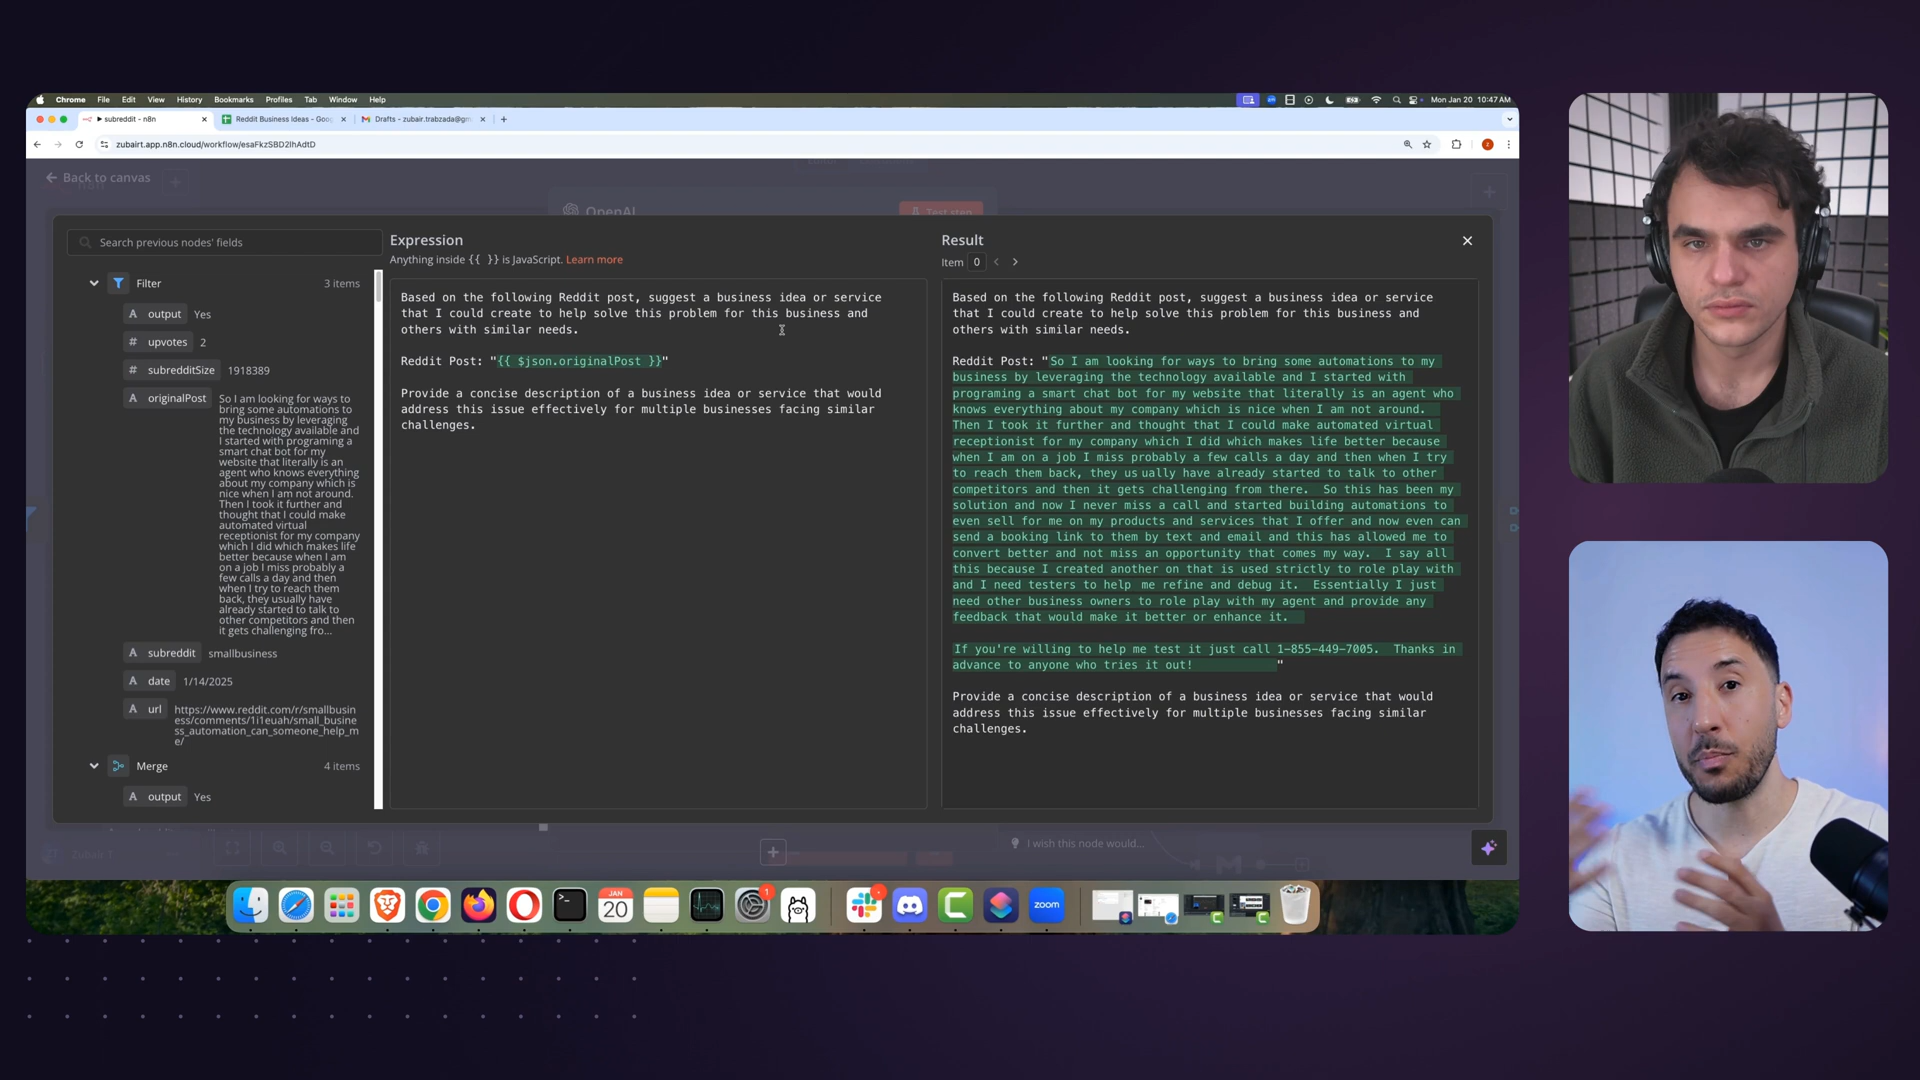 Chrome File Edit View History Bookmarks Profiles Tab Window Help
Mon Jan 20 10:47 AM
subreddit - n8n
Reddit Business Ideas - Goog
Drafts - zubair.trabzada@gm
zubairt.app.n8n.cloud/workflow/esaFkzSBD2lhAdtD
Back to canvas
OpenAI
Test step
Search previous nodes' fields
Filter 3 items
A output Yes
# upvotes 2
# subredditSize 1918389
A originalPost So I am looking for ways to
bring some automations to
my business by leveraging
the technology available and
I started with programing a
smart chat bot for my
website that literally is an
agent who knows everything
about my company which is
nice when I am not around.
Then I took it further and
thought that I could make
automated virtual
receptionist for my company
which I did which makes life
better because when I am
on a job I miss probably a
few calls a day and then
when I try to reach them
back, they usually have
already started to talk to
other competitors and then
it gets challenging fro...
A subreddit smallbusiness
A date 1/14/2025
A url https://www.reddit.com/r/smallbusin
ess/comments/1i1euah/small_busine
ss_automation_can_someone_help_m
e/
Merge 4 items
A output Yes
Expression
Anything inside {{ }} is JavaScript. Learn more
Based on the following Reddit post, suggest a business idea or service
that I could create to help solve this problem for this business and
others with similar needs.
Reddit Post: "{{ $json.originalPost }}"
Provide a concise description of a business idea or service that would
address this issue effectively for multiple businesses facing similar
challenges.
Result
Item 0
Based on the following Reddit post, suggest a business idea or service
that I could create to help solve this problem for this business and
others with similar needs.
Reddit Post: "So I am looking for ways to bring some automations to my
business by leveraging the technology available and I started with
programing a smart chat bot for my website that literally is an agent who
knows everything about my company which is nice when I am not around.
Then I took it further and thought that I could make automated virtual
receptionist for my company which I did which makes life better because
when I am on a job I miss probably a few calls a day and then when I try
to reach them back, they us ually have already started to talk to other
competitors and then it gets challenging from there. So this has been my
solution and now I never miss a call and started building automations to
even sell for me on my products and services that I offer and now even can
send a booking link to them by text and email and this has allowed me to
convert better and not miss an opportunity that comes my way. I say all
this because I created another on that is used strictly to role play with
and I need testers to help me refine and debug it. Essentially I just
need other business owners to role play with my agent and provide any
feedback that would make it better or enhance it.
If you're willing to help me test it just call 1-855-449-7005. Thanks in
advance to anyone who tries it out! "
Provide a concise description of a business idea or service that would
address this issue effectively for multiple businesses facing similar
challenges.
I wish this node would...
JAN
20
1
zoom